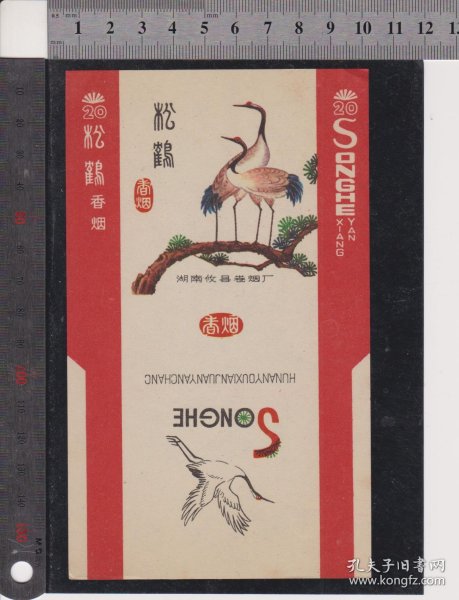 1 2 3 4 5 6 7 8 9 10 11 12
20
松鹤
香烟
松鹤
香烟
湖南攸县卷烟厂
20
SONGHE
XIANG YAN
香烟
HUNANYOUXIANJUANYANCHANG
SONGHE
孔夫子旧书网
www.kongfz.com